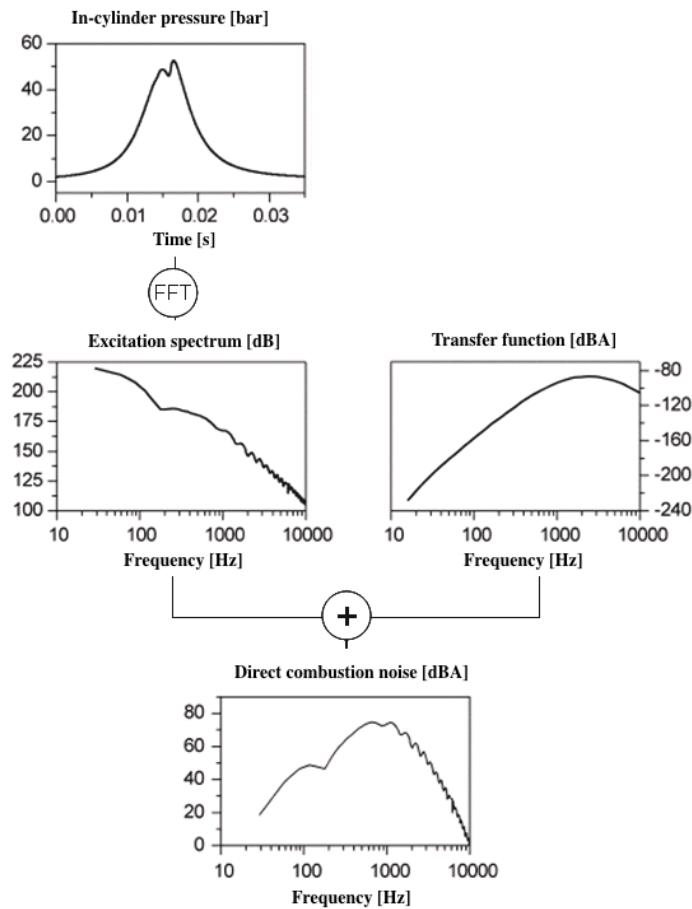 In-cylinder pressure [bar]
60
40
20
0
0.00 0.01 0.02 0.03
Time [s]
FFT
Excitation spectrum [dB]
225
200
175
150
125
100
10 100 1000 10000
Frequency [Hz]
Transfer function [dBA]
-80
-120
-160
-200
-240
10 100 1000 10000
Frequency [Hz]
+
Direct combustion noise [dBA]
80
60
40
20
0
10 100 1000 10000
Frequency [Hz]